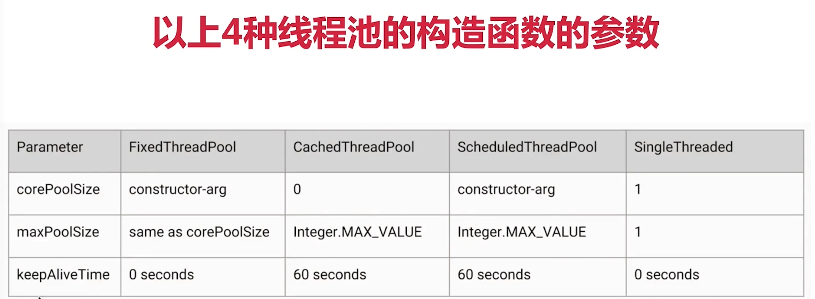 以上4种线程池的构造函数的参数
Parameter FixedThreadPool CachedThreadPool ScheduledThreadPool SingleThreaded
corePoolSize constructor-arg 0 constructor-arg 1
maxPoolSize same as corePoolSize Integer.MAX_VALUE Integer.MAX_VALUE 1
keepAliveTime 0 seconds 60 seconds 60 seconds 0 seconds